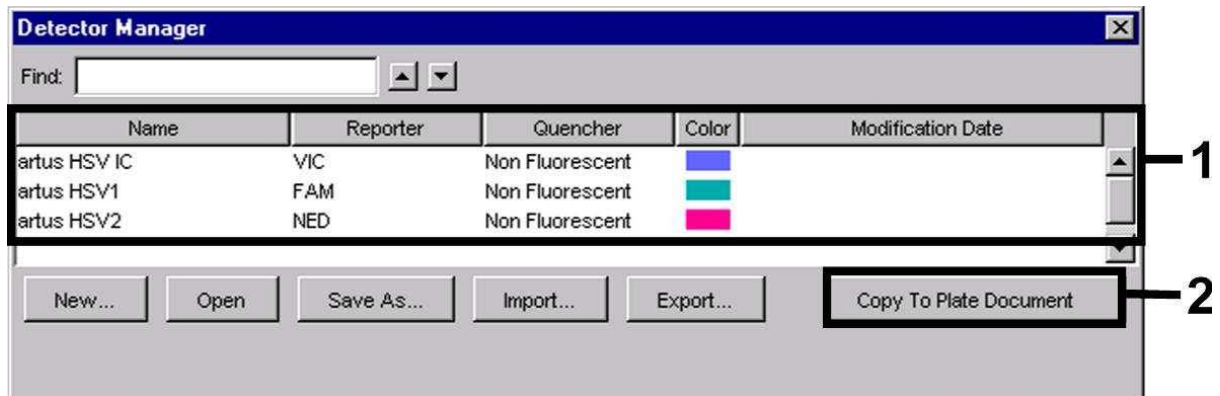 Detector Manager
Find:
Name Reporter Quencher Color Modification Date
artus HSV IC VIC Non Fluorescent
artus HSV1 FAM Non Fluorescent
artus HSV2 NED Non Fluorescent
1
New... Open Save As... Import... Export... Copy To Plate Document
2